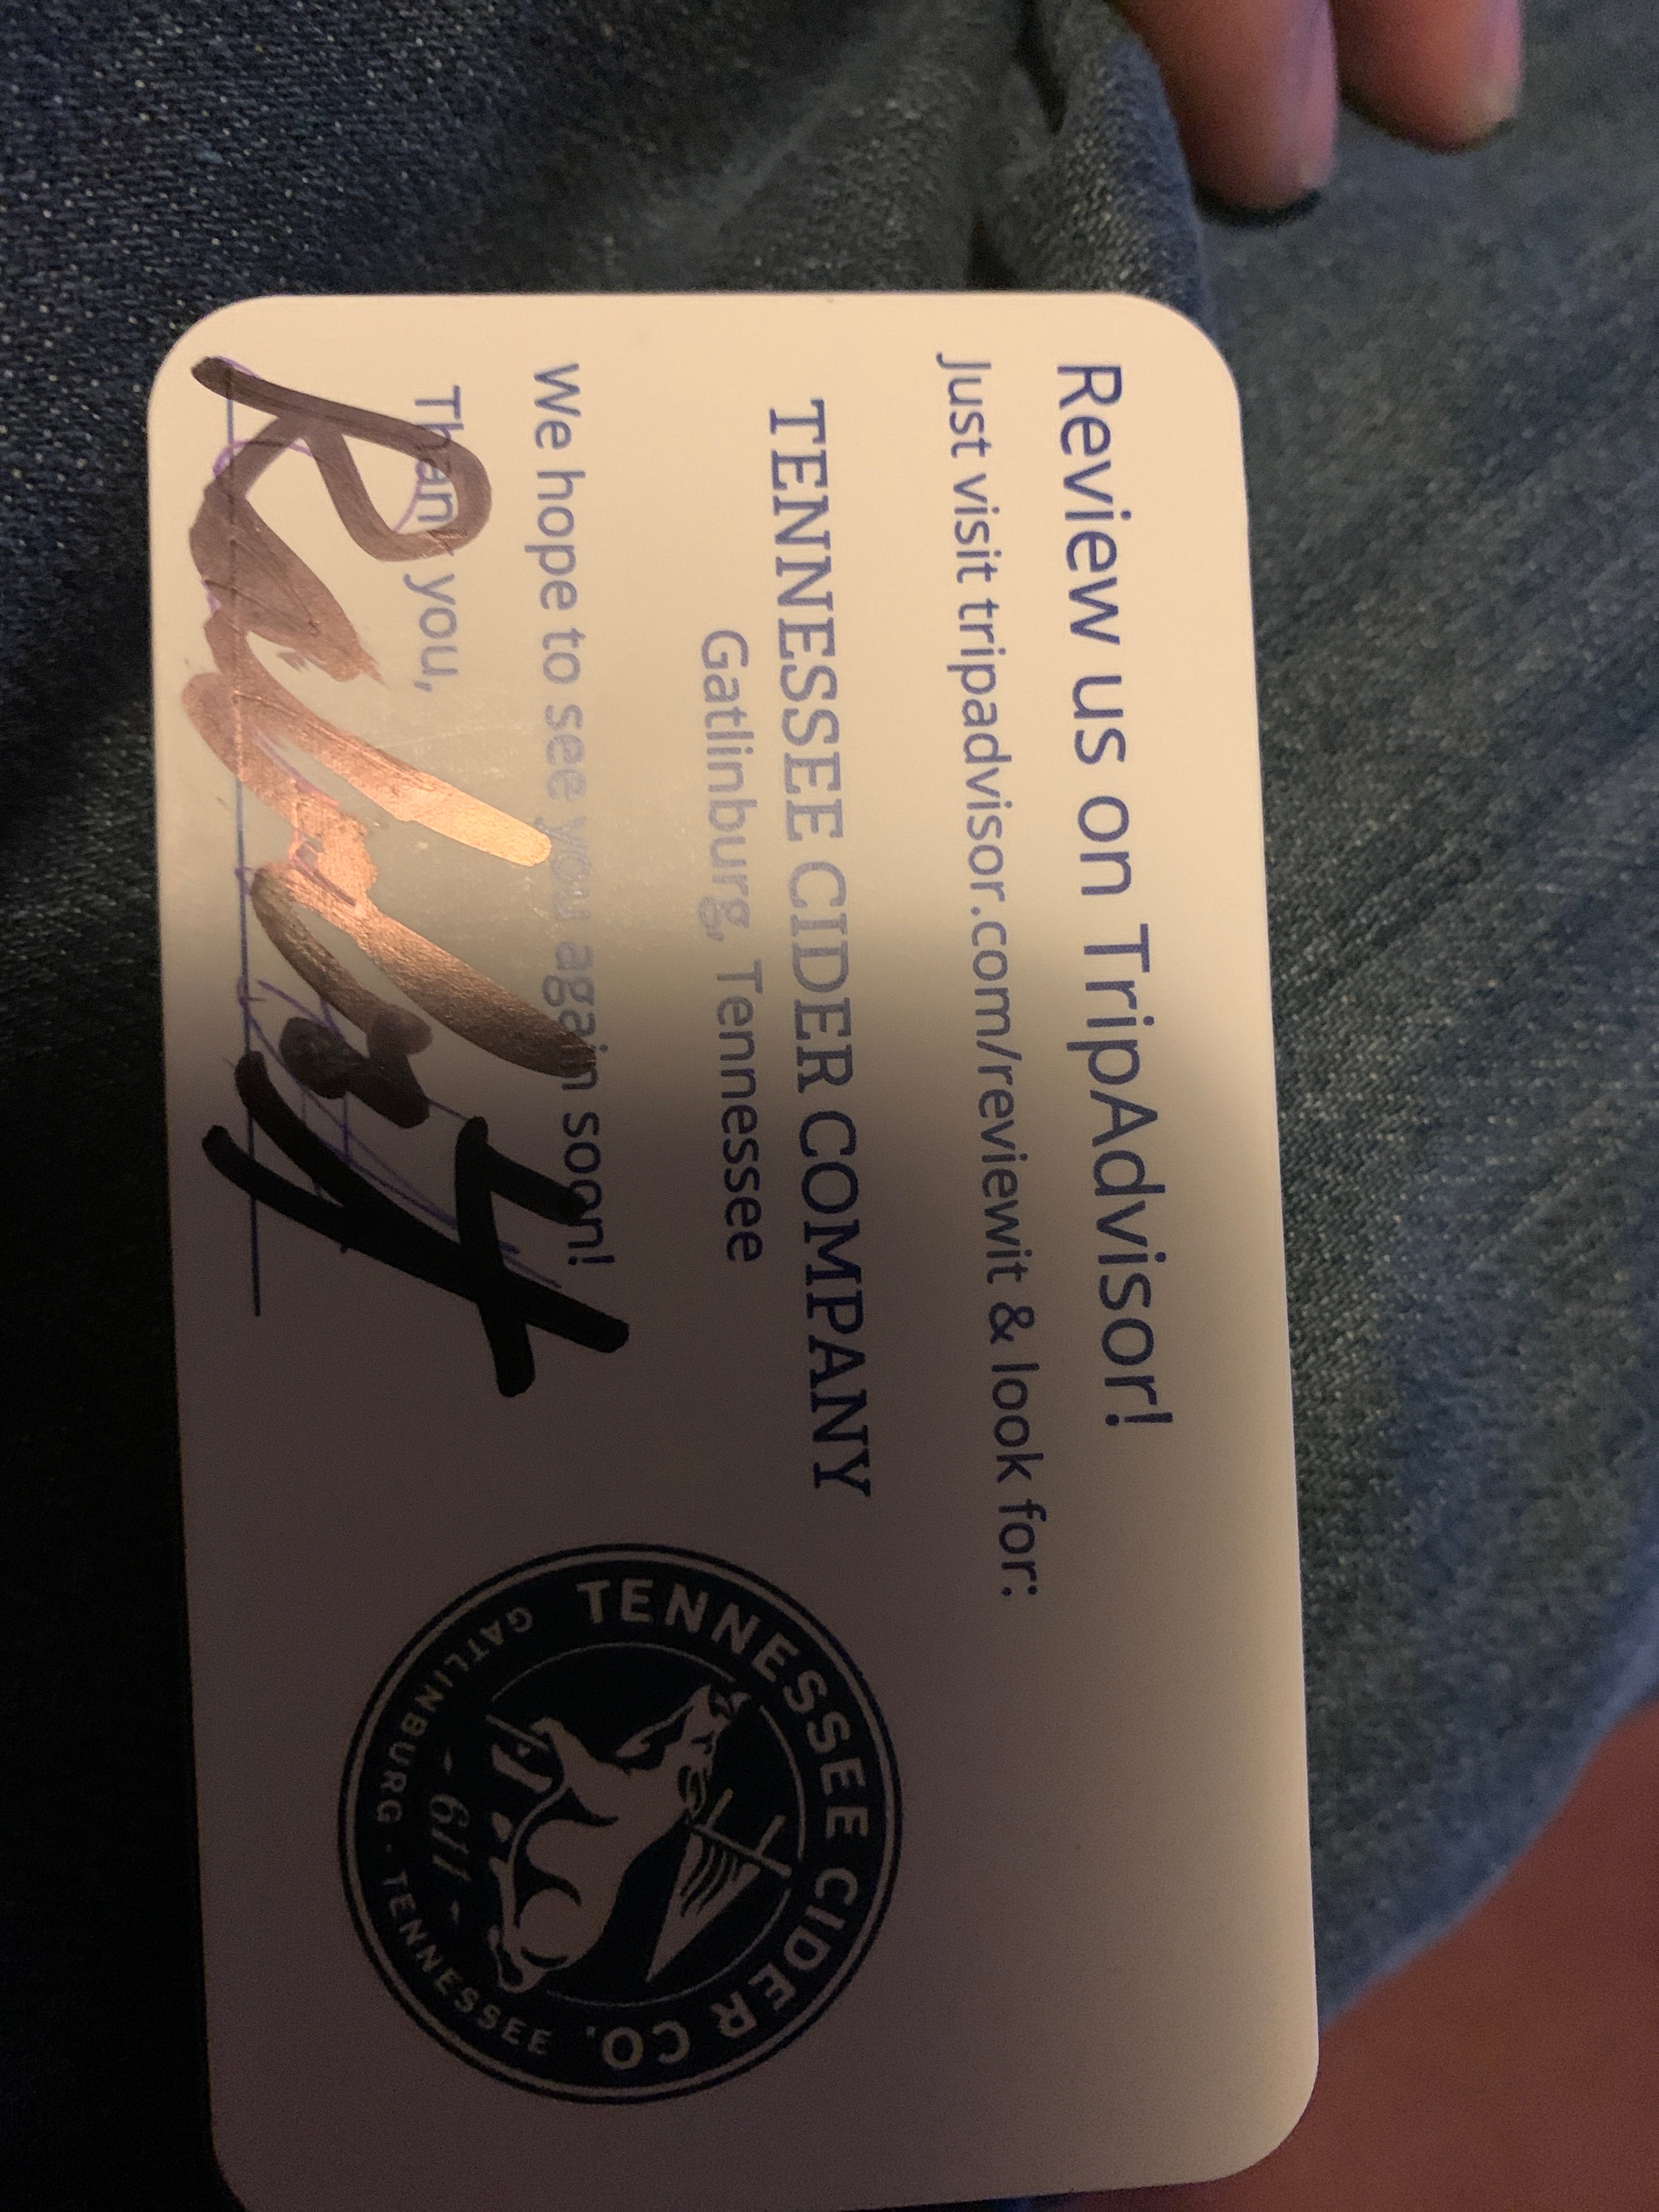 Review us on TripAdvisor!
Just visit tripadvisor.com/reviewit & look for:
TENNESSEE CIDER COMPANY
Gatlinburg, Tennessee
We hope to see you again soon!
Thank you,
TENNESSEE CIDER CO.
- 611 -
GATLINBURG · TENNESSEE